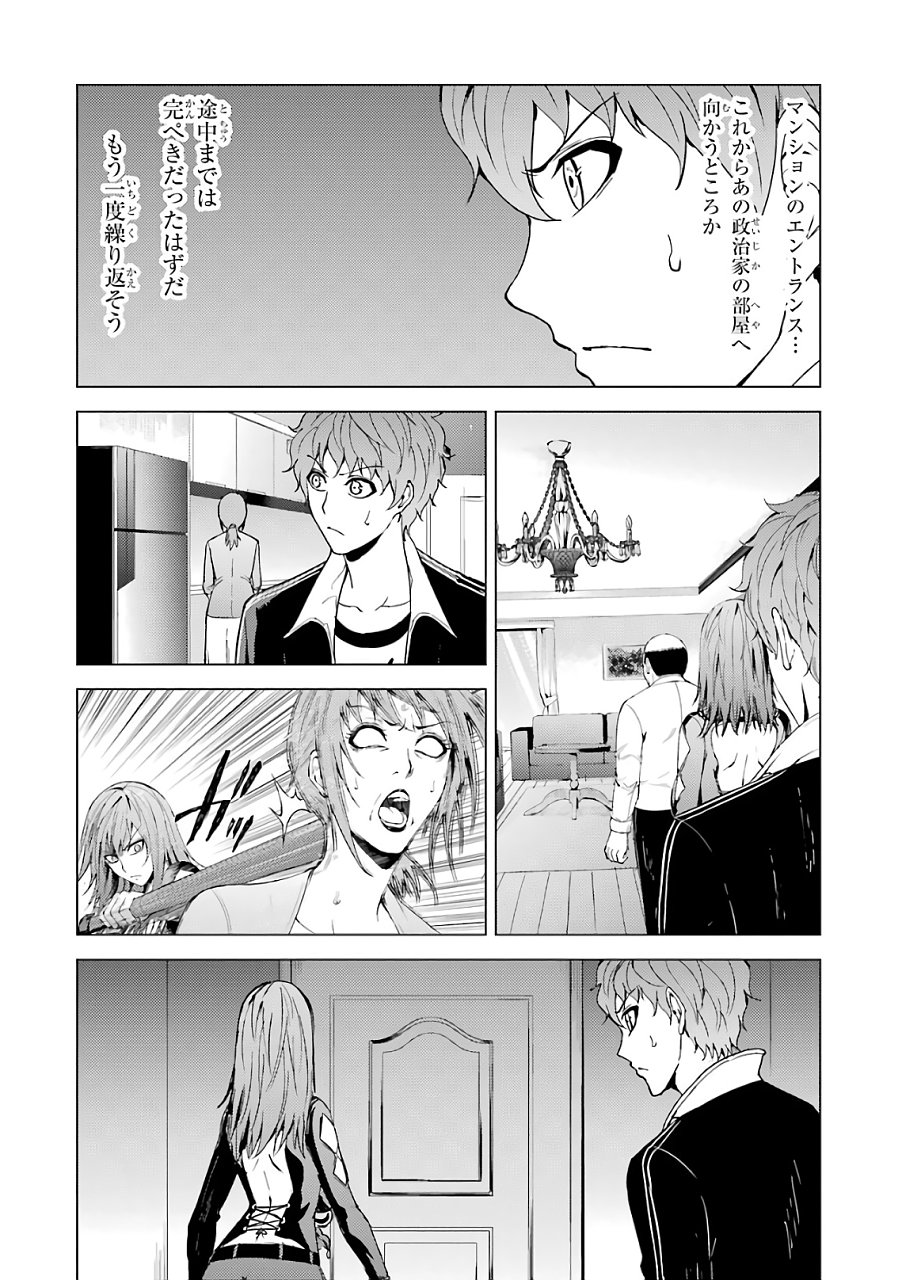 マンションのエントランス…
これからあの政治家の部屋へ
向かうところか
途中までは
完ぺきだったはずだ
もう一度繰り返そう
ガッ